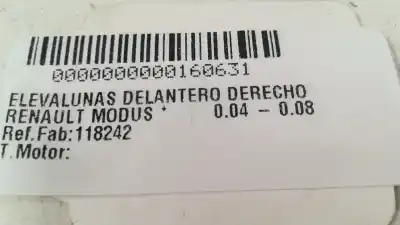 0000000000160631
ELEVALUNAS DELANTERO DERECHO
RENAULT MODUS * 0.04 - 0.08
Ref.Fab:118242
T.Motor: